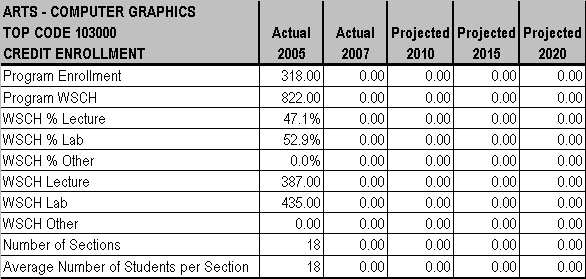 ARTS - COMPUTER GRAPHICS
TOP CODE 103000 Actual Actual Projected Projected Projected
CREDIT ENROLLMENT 2005 2007 2010 2015 2020
Program Enrollment 318.00 0.00 0.00 0.00 0.00
Program WSCH 822.00 0.00 0.00 0.00 0.00
WSCH % Lecture 47.1% 0.00 0.00 0.00 0.00
WSCH % Lab 52.9% 0.00 0.00 0.00 0.00
WSCH % Other 0.0% 0.00 0.00 0.00 0.00
WSCH Lecture 387.00 0.00 0.00 0.00 0.00
WSCH Lab 435.00 0.00 0.00 0.00 0.00
WSCH Other 0.00 0.00 0.00 0.00 0.00
Number of Sections 18 0.00 0.00 0.00 0.00
Average Number of Students per Section 18 0.00 0.00 0.00 0.00